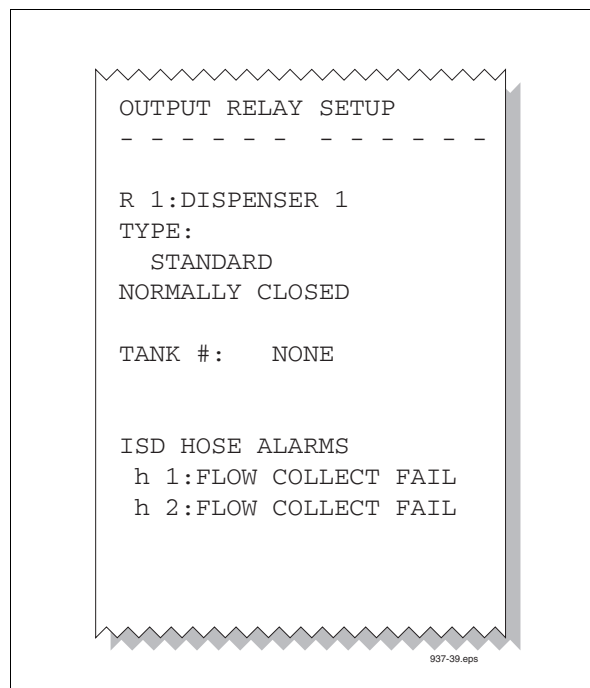 OUTPUT RELAY SETUP
- - - - - - - - - - - -
R 1:DISPENSER 1
TYPE:
STANDARD
NORMALLY CLOSED
TANK #: NONE
ISD HOSE ALARMS
h 1:FLOW COLLECT FAIL
h 2:FLOW COLLECT FAIL
937-39.eps